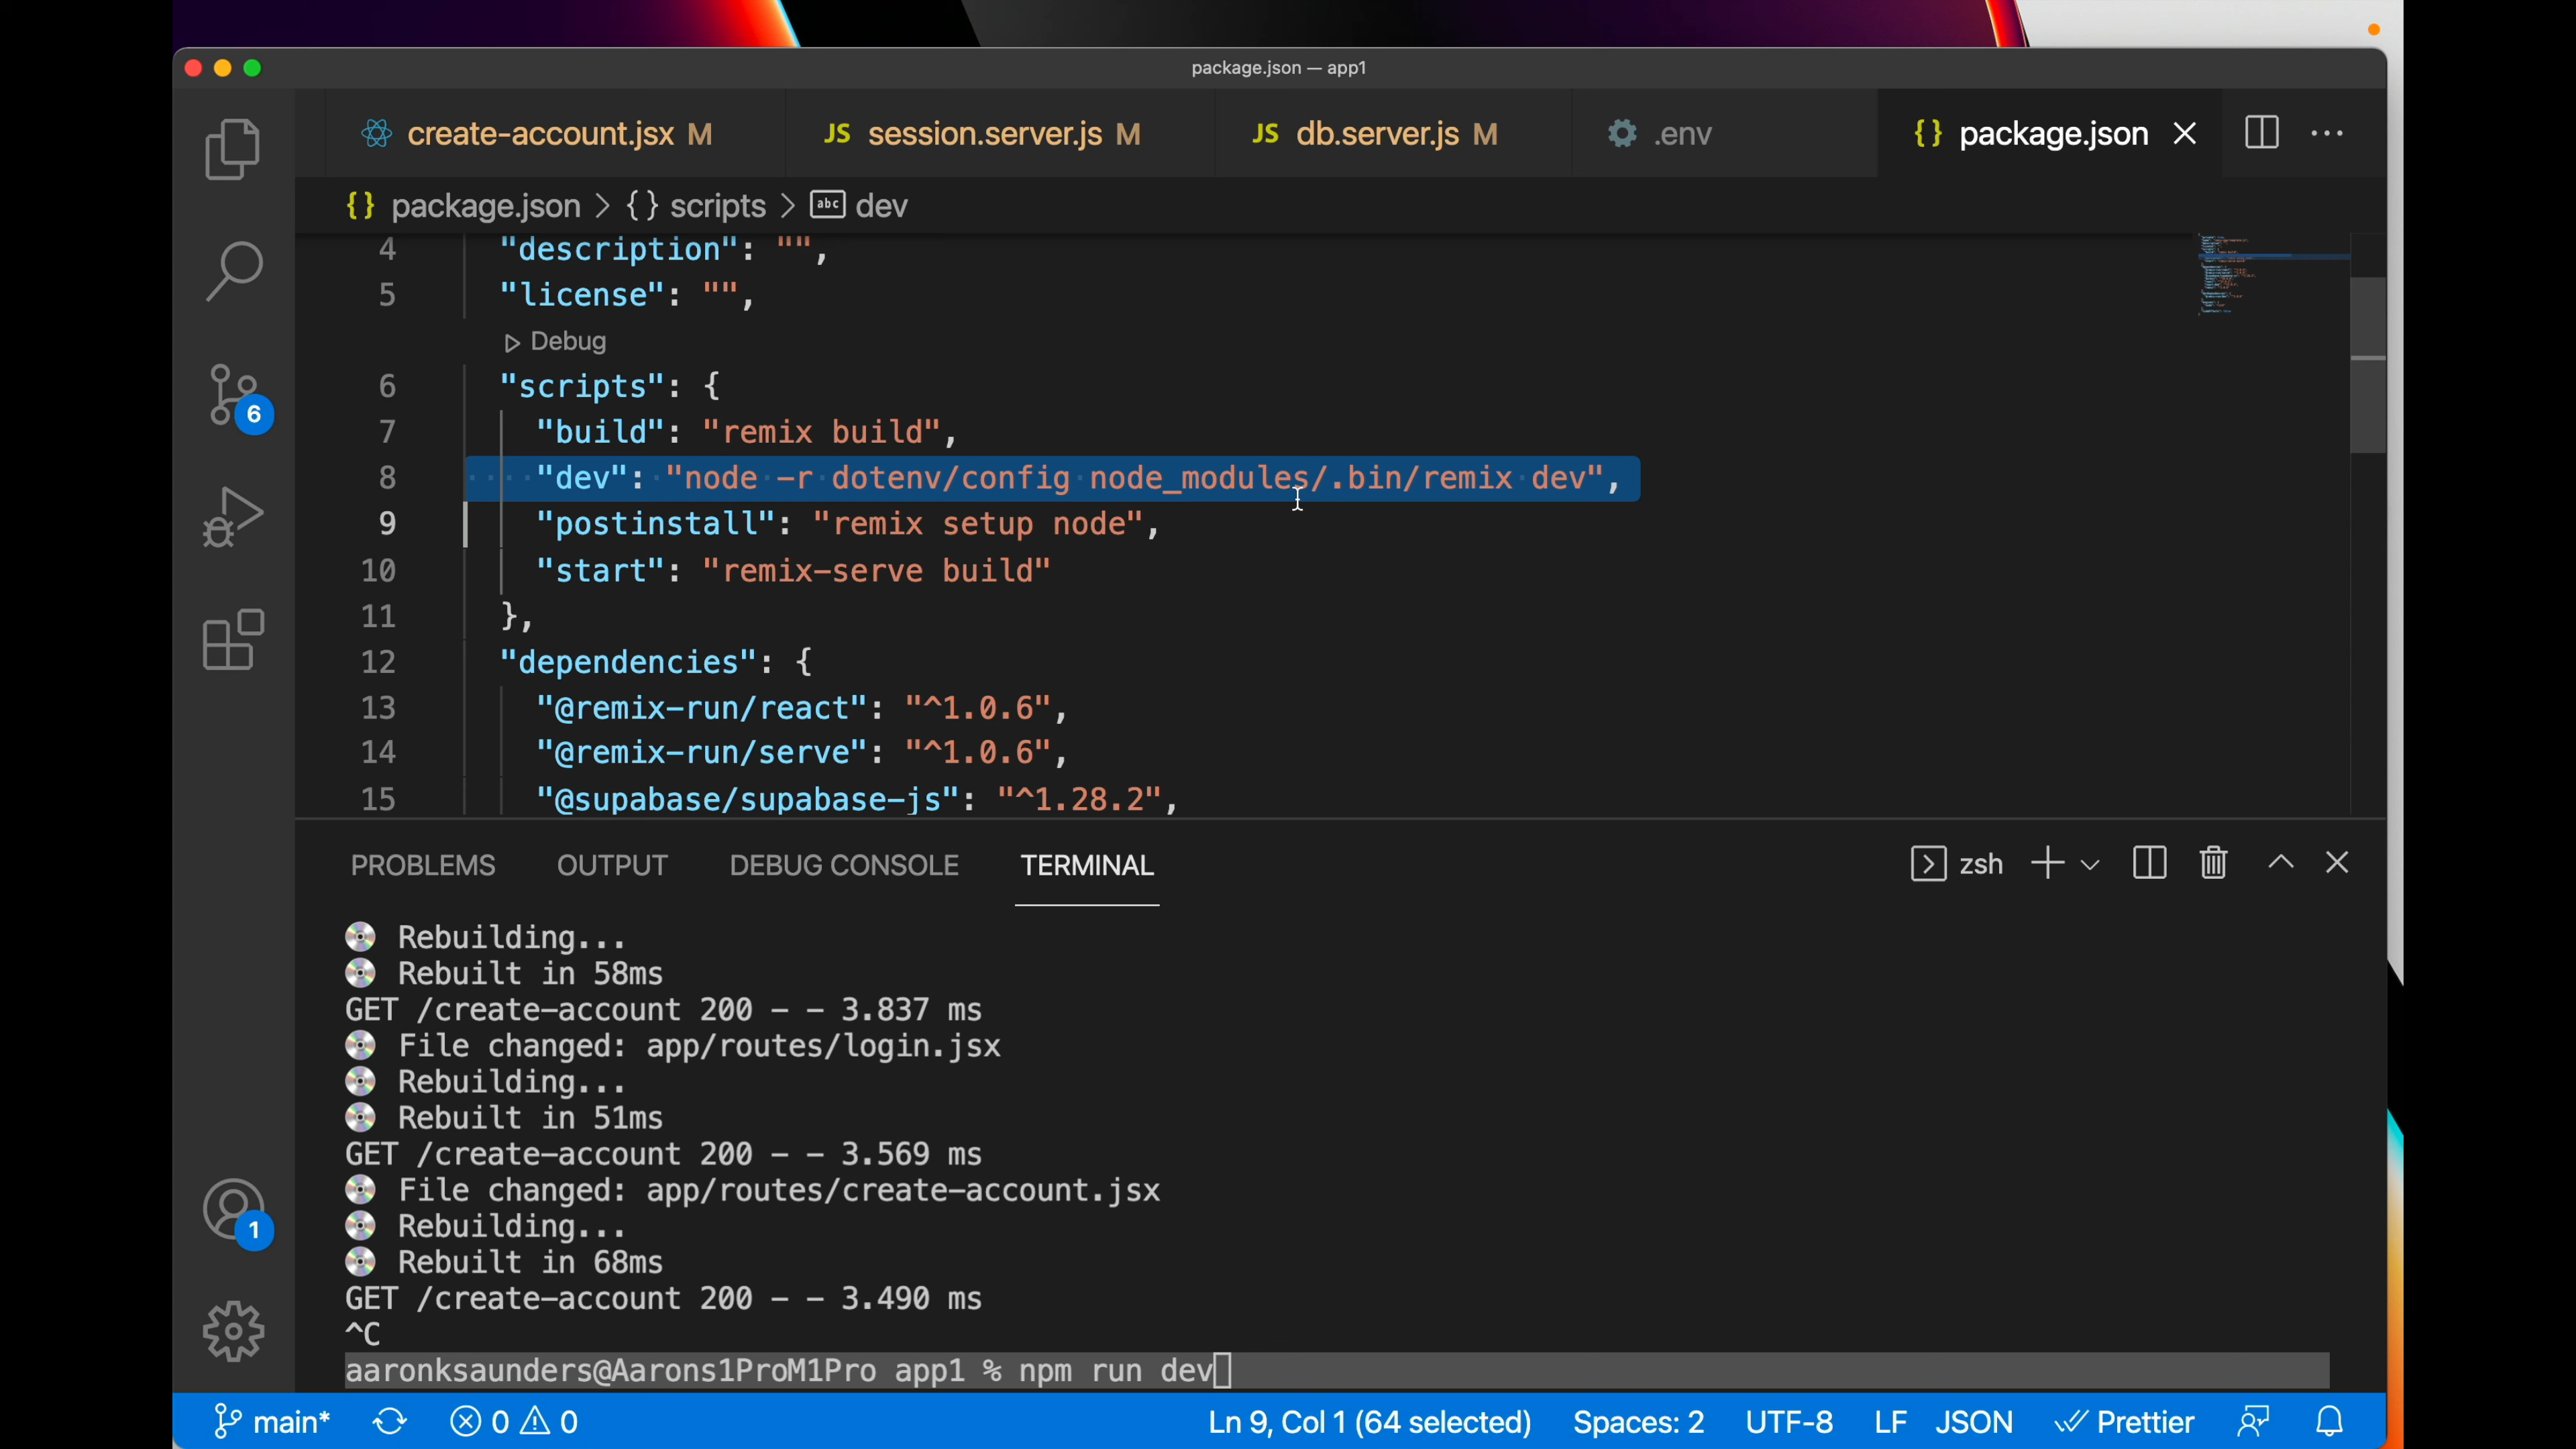 package.json — app1
create-account.jsx M
JS session.server.js M
JS db.server.js M
.env
{} package.json
{} package.json > {} scripts > abc dev
4 "description": "",
5 "license": "",
Debug
6 "scripts": {
7 "build": "remix build",
8 "dev": "node -r dotenv/config node_modules/.bin/remix dev",
9 "postinstall": "remix setup node",
10 "start": "remix-serve build"
11 },
12 "dependencies": {
13 "@remix-run/react": "^1.0.6",
14 "@remix-run/serve": "^1.0.6",
15 "@supabase/supabase-js": "^1.28.2",
6
1
PROBLEMS OUTPUT DEBUG CONSOLE TERMINAL zsh
Rebuilding...
Rebuilt in 58ms
GET /create-account 200 - - 3.837 ms
File changed: app/routes/login.jsx
Rebuilding...
Rebuilt in 51ms
GET /create-account 200 - - 3.569 ms
File changed: app/routes/create-account.jsx
Rebuilding...
Rebuilt in 68ms
GET /create-account 200 - - 3.490 ms
^C
aaronksaunders@Aarons1ProM1Pro app1 % npm run dev
main* 0 0 Ln 9, Col 1 (64 selected) Spaces: 2 UTF-8 LF JSON Prettier